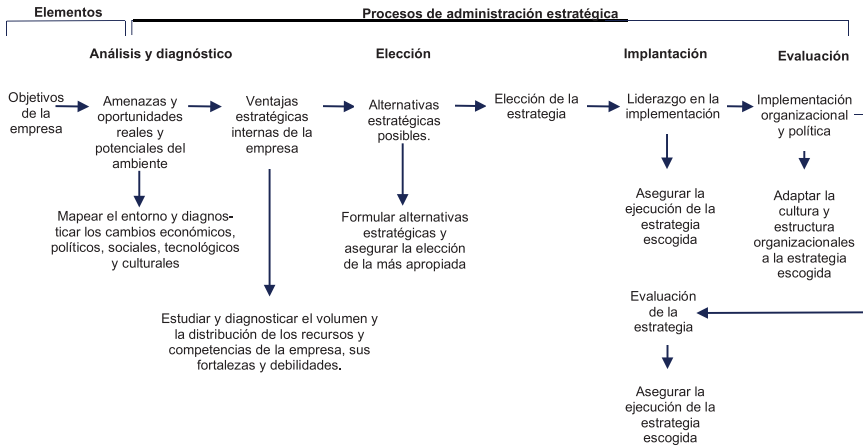 Elementos
Procesos de administración estratégica
Análisis y diagnóstico
Elección
Implantación
Evaluación
Objetivos
de la
empresa
Amenazas y
oportunidades
reales y
potenciales del
ambiente
Ventajas
estratégicas
internas de la
empresa
Alternativas
estratégicas
posibles.
Elección de la
estrategia
Liderazgo en la
implementación
Implementación
organizacional
y política
Mapear el entorno y diagnos-
ticar los cambios económicos,
políticos, sociales, tecnológicos
y culturales
Formular alternativas
estratégicas y
asegurar la elección
de la más apropiada
Asegurar la
ejecución de la
estrategia
escogida
Adaptar la
cultura y
estructura
organizacionales
a la estrategia
escogida
Estudiar y diagnosticar el volumen y
la distribución de los recursos y
competencias de la empresa, sus
fortalezas y debilidades.
Evaluación
de la
estrategia
Asegurar la
ejecución de la
estrategia
escogida